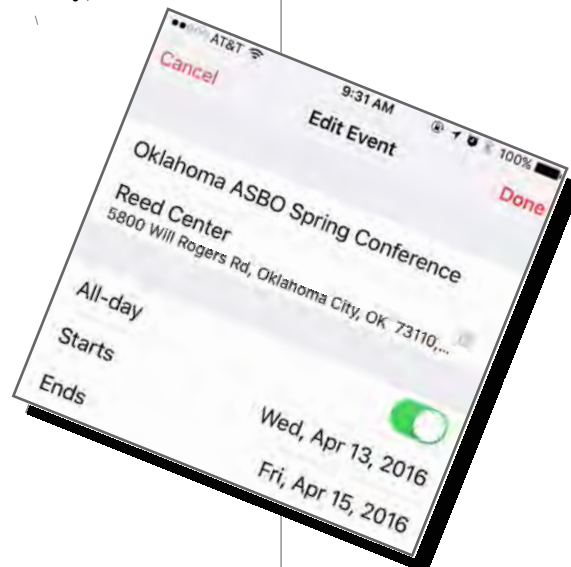 AT&T 9:31 AM 100%
Cancel Edit Event Done
Oklahoma ASBO Spring Conference
Reed Center
5800 Will Rogers Rd, Oklahoma City, OK 73110,...
All-day
Starts Wed, Apr 13, 2016
Ends Fri, Apr 15, 2016